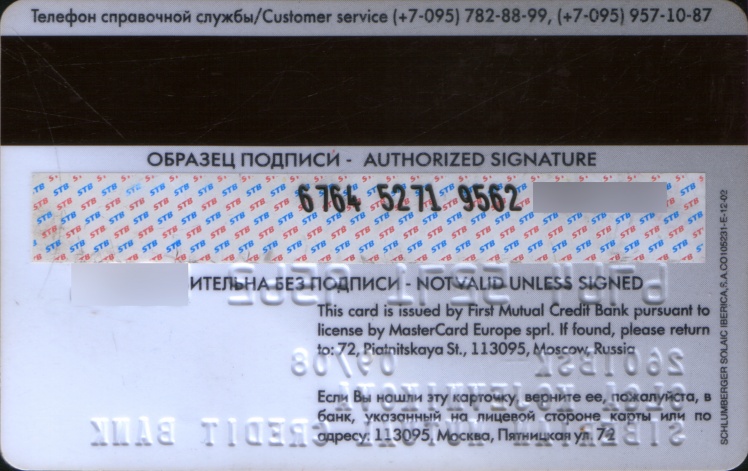 Телефон справочной службы/Customer service (+7-095) 782-88-99, (+7-095) 957-10-87
ОБРАЗЕЦ ПОДПИСИ - AUTHORIZED SIGNATURE
6764 5271 9562
ИТЕЛЬНА БЕЗ ПОДПИСИ - NOT VALID UNLESS SIGNED
This card is issued by First Mutual Credit Bank pursuant to
license by MasterCard Europe sprl. If found, please return
to: 72, Piatnitskaya St., 113095, Moscow, Russia
Если Вы нашли эту карточку, верните ее, пожалуйста, в
банк, указанный на лицевой стороне карты или по
адресу: 113095, Москва, Пятницкая ул. 72
SCHLUMBERGER SOLAIC IBERICA,S.A.CO105231-E-12-02